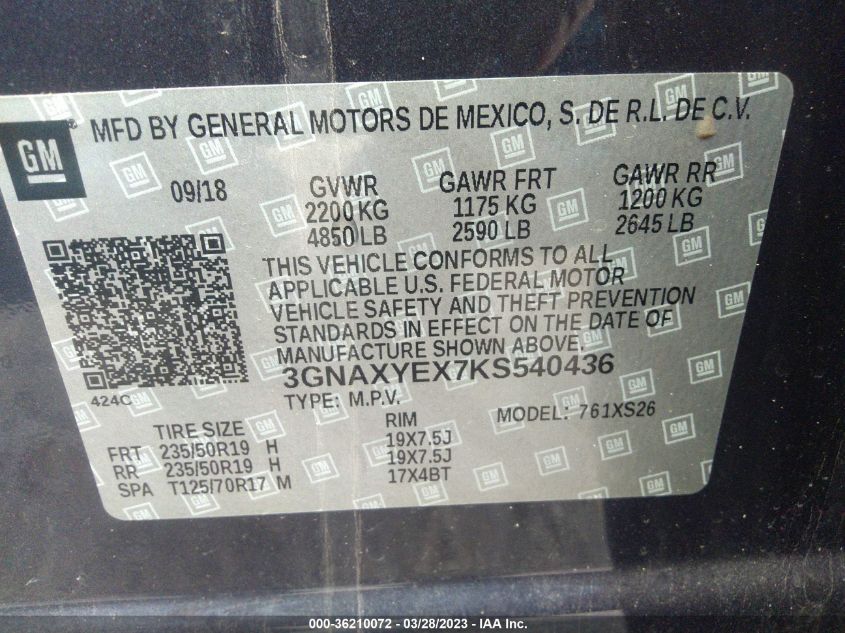 GM ® MFD BY GENERAL MOTORS DE MEXICO, S. DE R.L. DE C.V.
09/18 GVWR GAWR FRT GAWR RR
2200 KG 1175 KG 1200 KG
4850 LB 2590 LB 2645 LB
THIS VEHICLE CONFORMS TO ALL
APPLICABLE U.S. FEDERAL MOTOR
VEHICLE SAFETY AND THEFT PREVENTION
STANDARDS IN EFFECT ON THE DATE OF
MANUFACTURE SHOWN ABOVE.
424C 3GNAXYEX7KS540436
TYPE: M.P.V. MODEL: 761XS26
TIRE SIZE RIM
FRT 235/50R19 H 19X7.5J
RR 235/50R19 H 19X7.5J
SPA T125/70R17 M 17X4BT
000-36210072 - 03/28/2023 - IAA Inc.